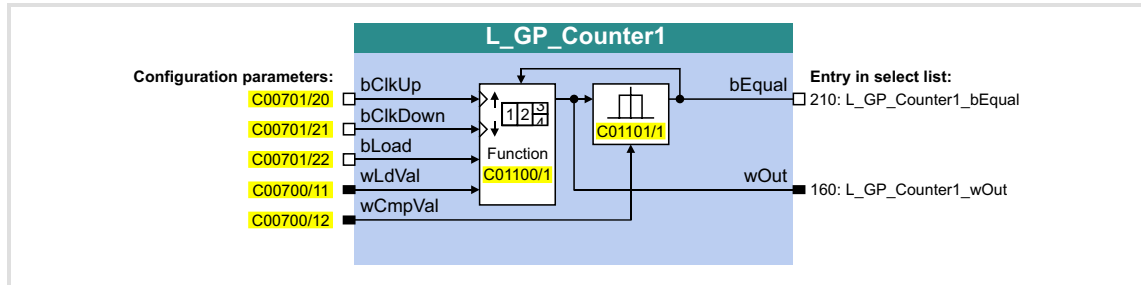 L_GP_Counter1
Configuration parameters:
Entry in select list:
C00701/20
bClkUp
bEqual
210: L_GP_Counter1_bEqual
C00701/21
bClkDown
1 2 3 4
C01101/1
C00701/22
bLoad
Function
C01100/1
C00700/11
wLdVal
wOut
160: L_GP_Counter1_wOut
C00700/12
wCmpVal